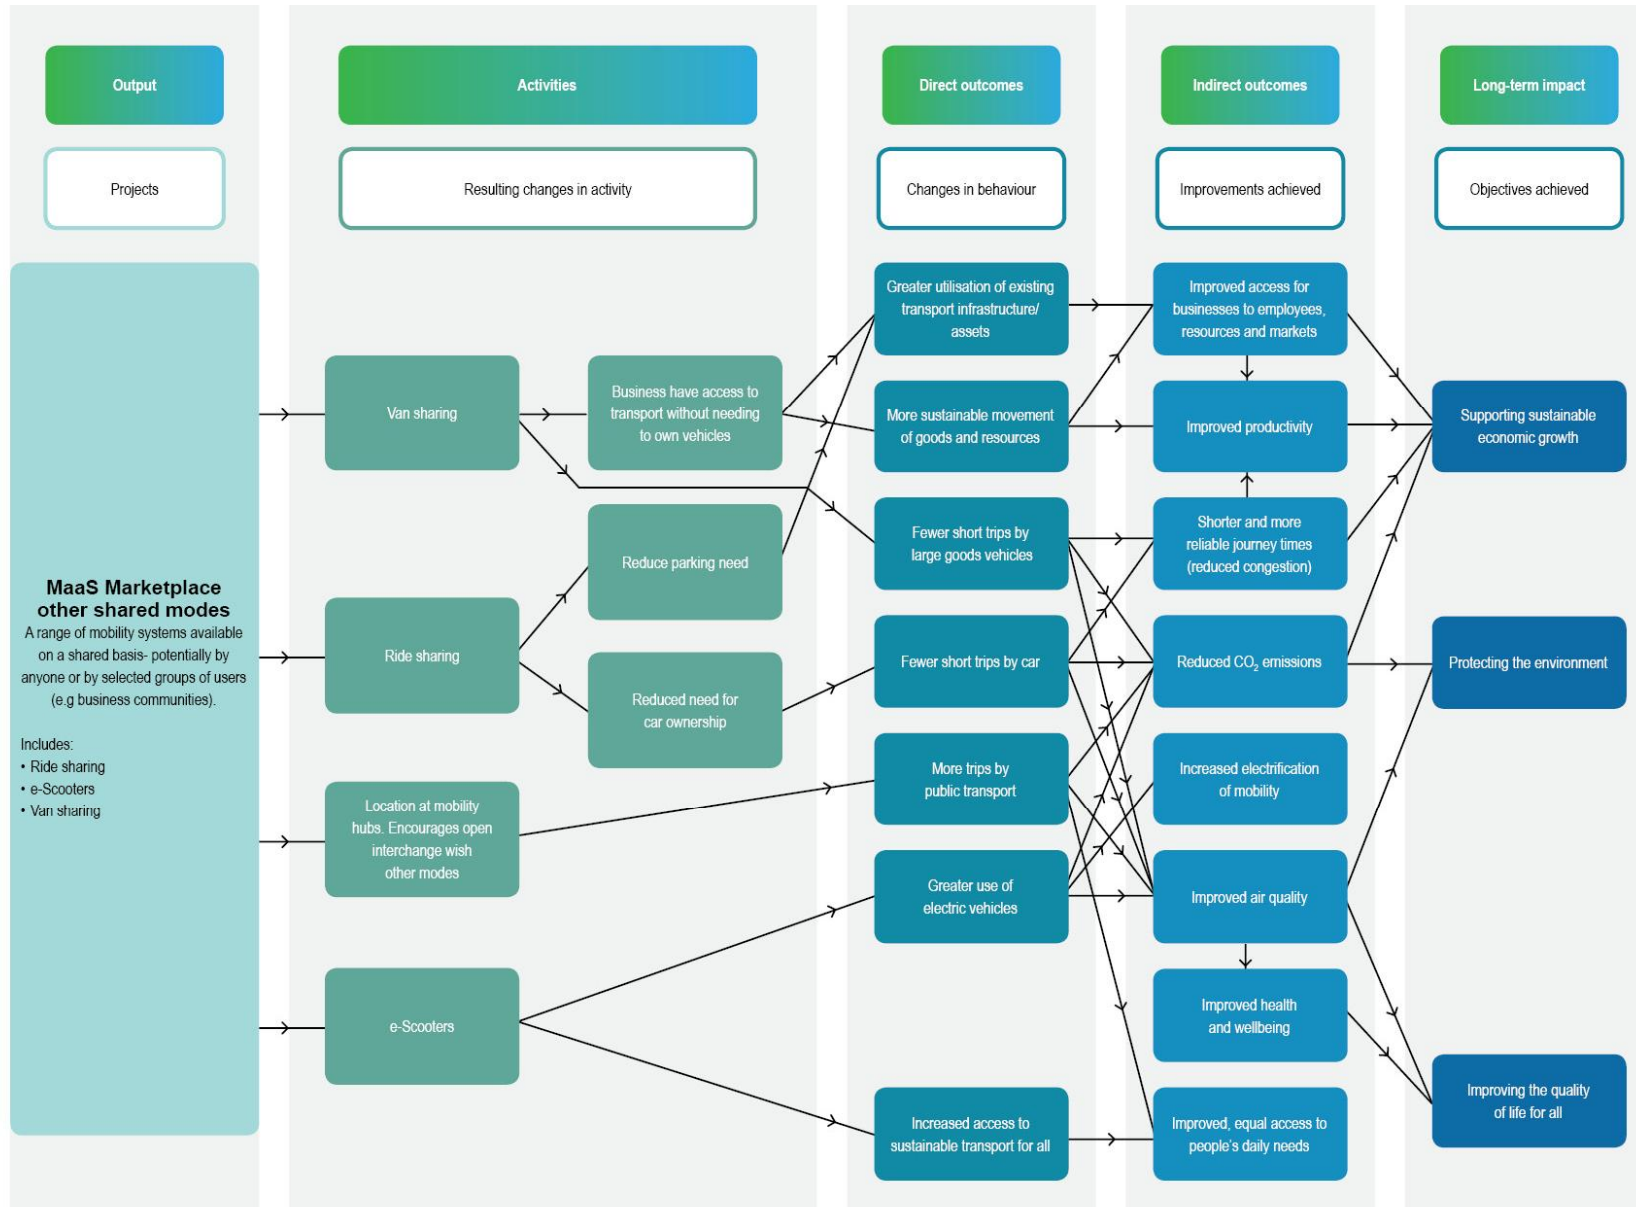 Output
Activities
Direct outcomes
Indirect outcomes
Long-term impact
Projects
Resulting changes in activity
Changes in behaviour
Improvements achieved
Objectives achieved
MaaS Marketplace
other shared modes
A range of mobility systems available
on a shared basis- potentially by
anyone or by selected groups of users
(e.g business communities).
Includes:
• Ride sharing
• e-Scooters
• Van sharing
Van sharing
Ride sharing
Location at mobility
hubs. Encourages open
interchange wish
other modes
e-Scooters
Business have access to
transport without needing
to own vehicles
Reduce parking need
Reduced need for
car ownership
Greater utilisation of existing
transport infrastructure/
assets
More sustainable movement
of goods and resources
Fewer short trips by
large goods vehicles
Fewer short trips by car
More trips by
public transport
Greater use of
electric vehicles
Increased access to
sustainable transport for all
Improved access for
businesses to employees,
resources and markets
Improved productivity
Shorter and more
reliable journey times
(reduced congestion)
Reduced CO₂ emissions
Increased electrification
of mobility
Improved air quality
Improved health
and wellbeing
Improved, equal access to
people's daily needs
Supporting sustainable
economic growth
Protecting the environment
Improving the quality
of life for all